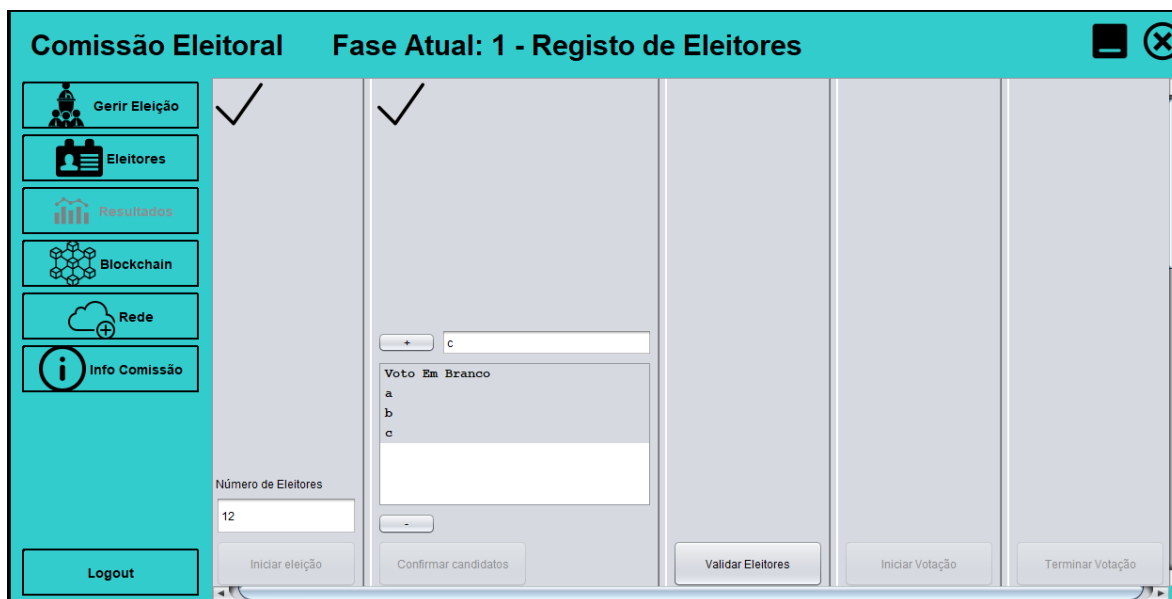 Comissão Eleitoral
Fase Atual: 1 - Registo de Eleitores
Gerir Eleição
Eleitores
Resultados
Blockchain
Rede
Info Comissão
Logout
Número de Eleitores
12
Iniciar eleição
+
c
Voto Em Branco
a
b
c
-
Confirmar candidatos
Validar Eleitores
Iniciar Votação
Terminar Votação